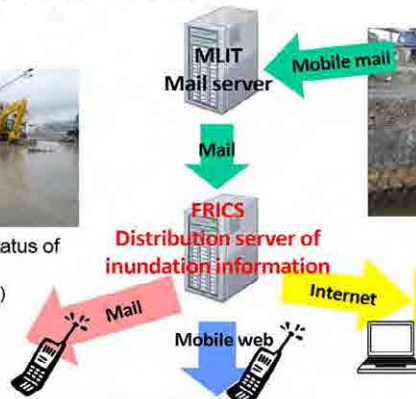 MLIT
Mail server
Mobile mail
Mail
atus of
)
FRICS
Distribution server of
inundation information
Mail
Internet
Mobile web